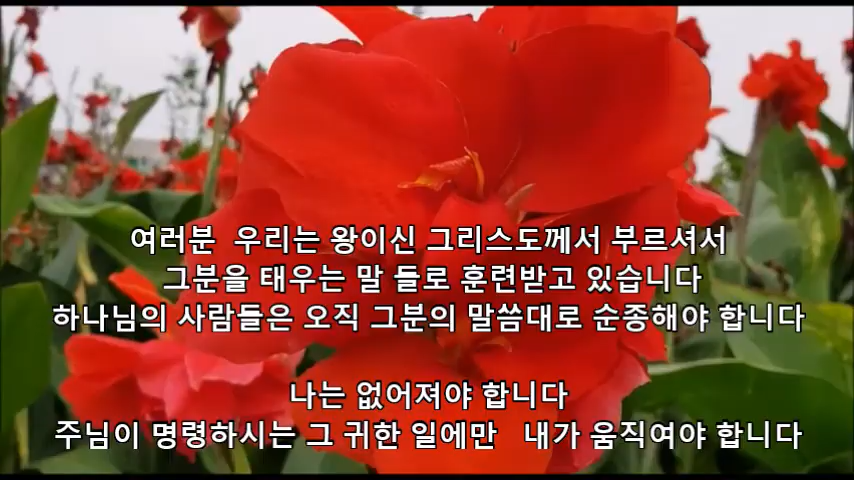 여러분 우리는 왕이신 그리스도께서 부르셔서
그분을 태우는 말 들로 훈련받고 있습니다
하나님의 사람들은 오직 그분의 말씀대로 순종해야 합니다
나는 없어져야 합니다
주님이 명령하시는 그 귀한 일에만 내가 움직여야 합니다